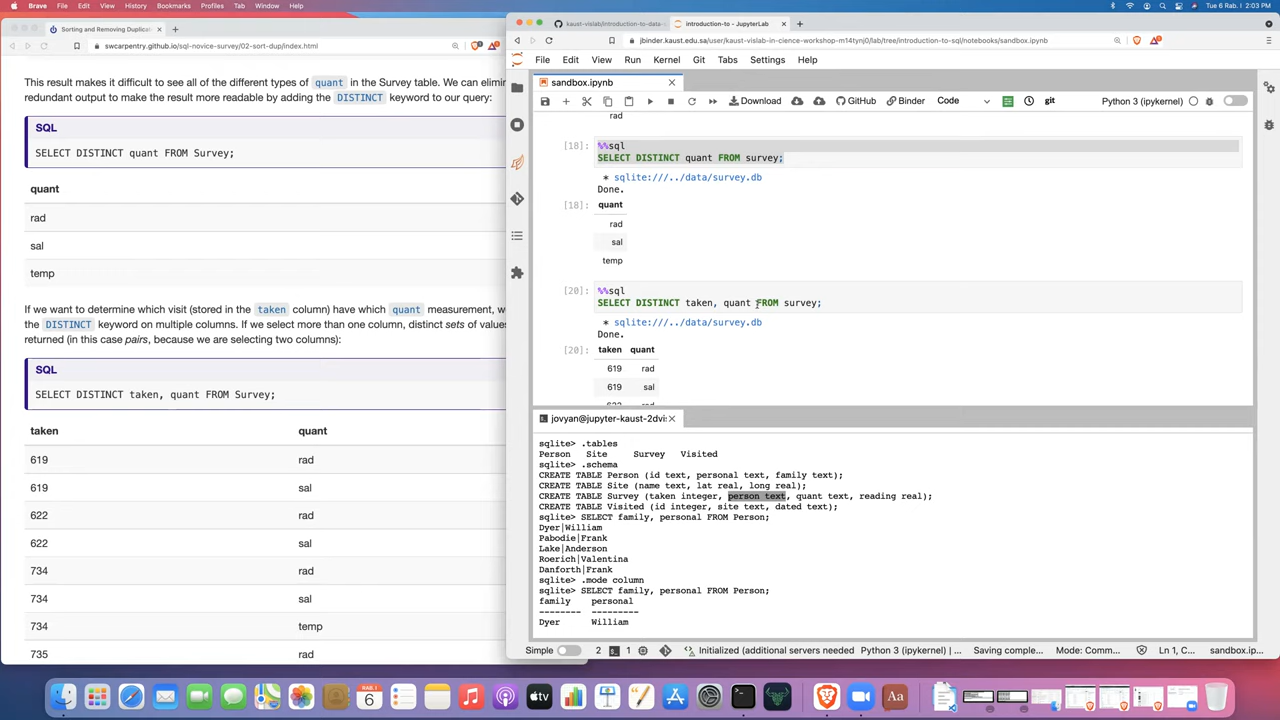 Brave File Edit View History Bookmarks Profiles Tab Window Help
Tue 6 Rab. I 2:03 PM
Sorting and Removing Duplicat
swcarpentry.github.io/sql-novice-survey/02-sort-dup/index.html
This result makes it difficult to see all of the different types of quant in the Survey table. We can elimin
redundant output to make the result more readable by adding the DISTINCT keyword to our query:
SQL
SELECT DISTINCT quant FROM Survey;
quant
rad
sal
temp
If we want to determine which visit (stored in the taken column) have which quant measurement, w
the DISTINCT keyword on multiple columns. If we select more than one column, distinct sets of values
returned (in this case pairs, because we are selecting two columns):
SQL
SELECT DISTINCT taken, quant FROM Survey;
taken quant
619 rad
619 sal
622 rad
622 sal
734 rad
734 sal
734 temp
735 rad
kaust-vislab/introduction-to-data-
introduction-to - JupyterLab
jbinder.kaust.edu.sa/user/kaust-vislab-in-cience-workshop-m14tynj0/lab/tree/introduction-to-sql/notebooks/sandbox.ipynb
File Edit View Run Kernel Git Tabs Settings Help
sandbox.ipynb
Download GitHub Binder Code git Python 3 (ipykernel)
rad
[18]: %%sql
SELECT DISTINCT quant FROM survey;
* sqlite:///../data/survey.db
Done.
[18]: quant
rad
sal
temp
[20]: %%sql
SELECT DISTINCT taken, quant FROM survey;
* sqlite:///../data/survey.db
Done.
[20]: taken quant
619 rad
619 sal
622 rad
jovyan@jupyter-kaust-2dvis
sqlite> .tables
Person Site Survey Visited
sqlite> .schema
CREATE TABLE Person (id text, personal text, family text);
CREATE TABLE Site (name text, lat real, long real);
CREATE TABLE Survey (taken integer, person text, quant text, reading real);
CREATE TABLE Visited (id integer, site text, dated text);
sqlite> SELECT family, personal FROM Person;
Dyer|William
Pabodie|Frank
Lake|Anderson
Roerich|Valentina
Danforth|Frank
sqlite> .mode column
sqlite> SELECT family, personal FROM Person;
family personal
-------- ---------
Dyer William
Simple 2 1 Initialized (additional servers needed Python 3 (ipykernel) | ... Saving comple... Mode: Comm... Ln 1, C... sandbox.ip...